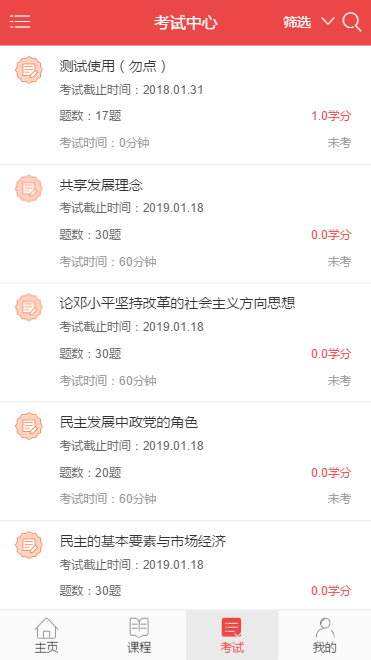 考试中心 筛选
测试使用（勿点）
考试截止时间：2018.01.31
题数：17题 1.0学分
考试时间：0分钟 未考
共享发展理念
考试截止时间：2019.01.18
题数：30题 0.0学分
考试时间：60分钟 未考
论邓小平坚持改革的社会主义方向思想
考试截止时间：2019.01.18
题数：30题 0.0学分
考试时间：60分钟 未考
民主发展中政党的角色
考试截止时间：2019.01.18
题数：20题 0.0学分
考试时间：60分钟 未考
民主的基本要素与市场经济
考试截止时间：2019.01.18
题数：30题 0.0学分
主页 课程 考试 我的